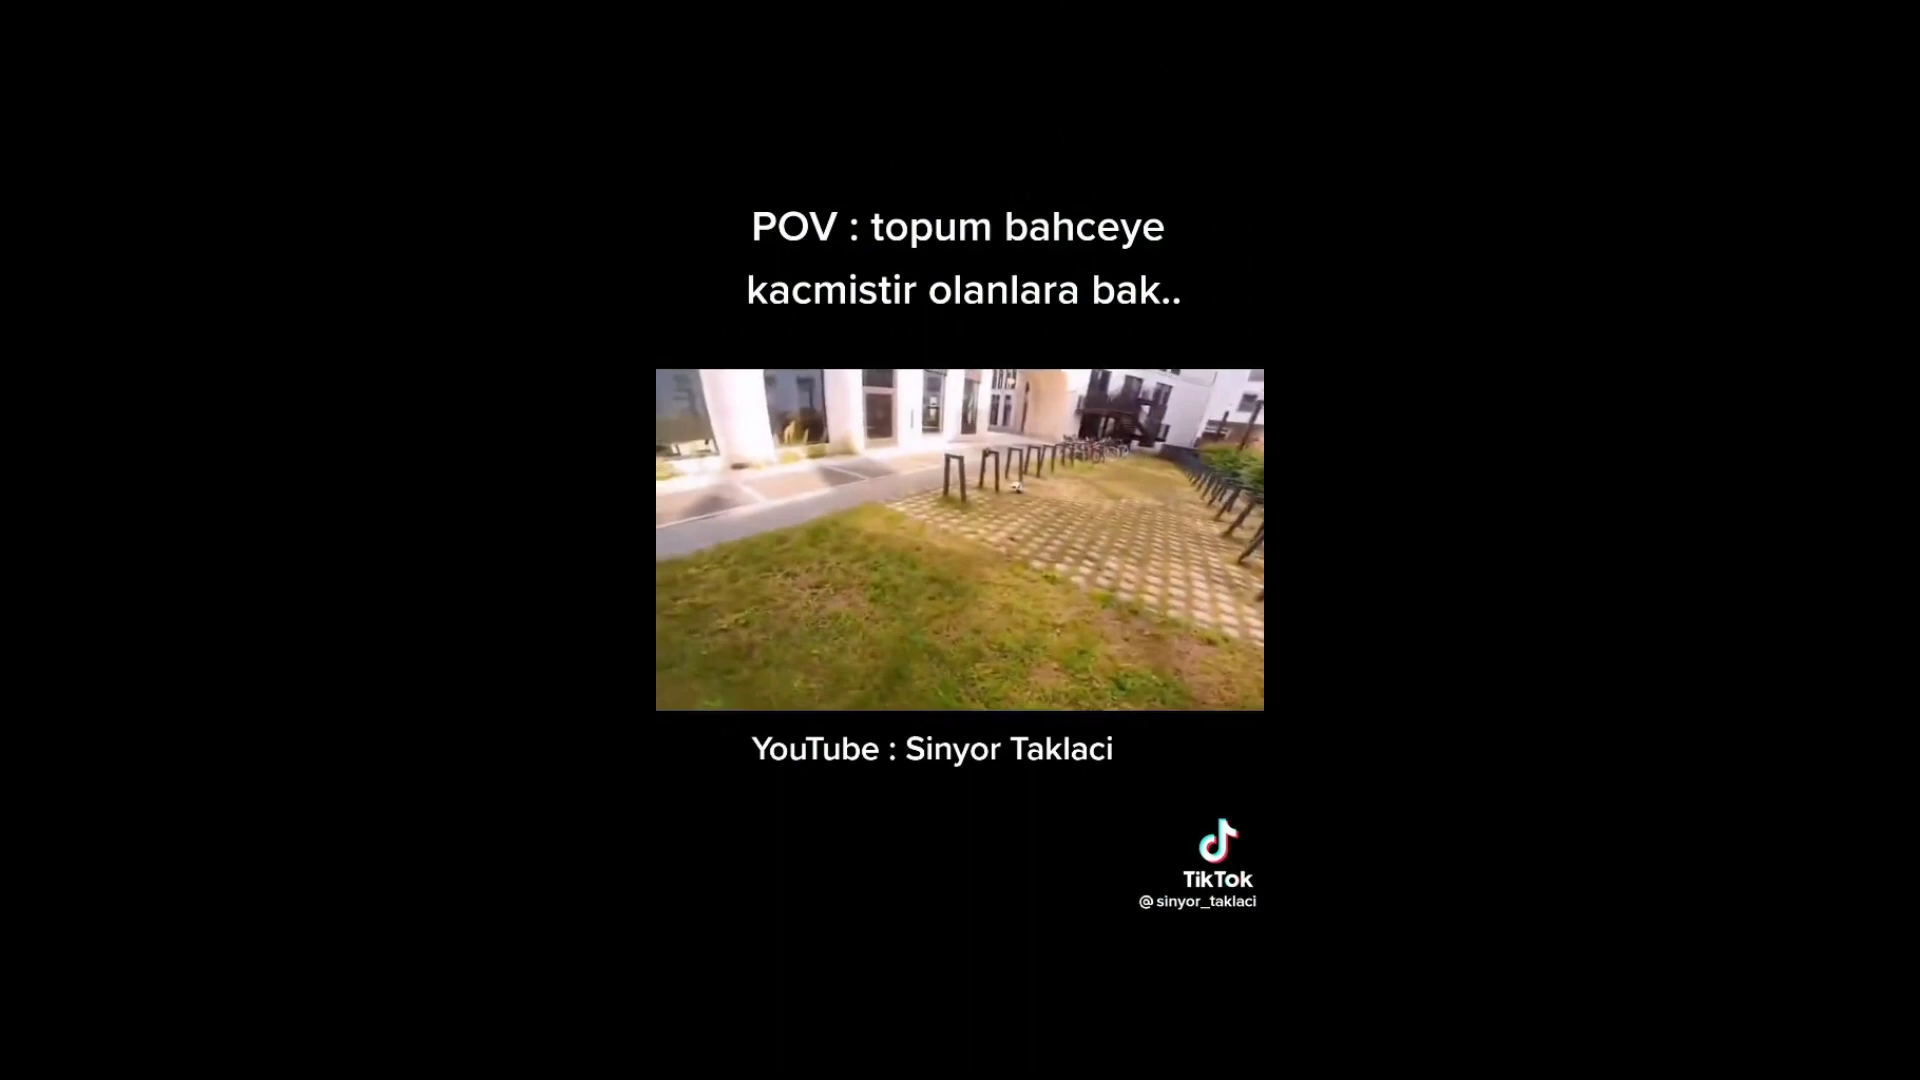 POV : topum bahceye
kacmistir olanlara bak..
YouTube : Sinyor Taklaci
TikTok
@sinyor_taklaci